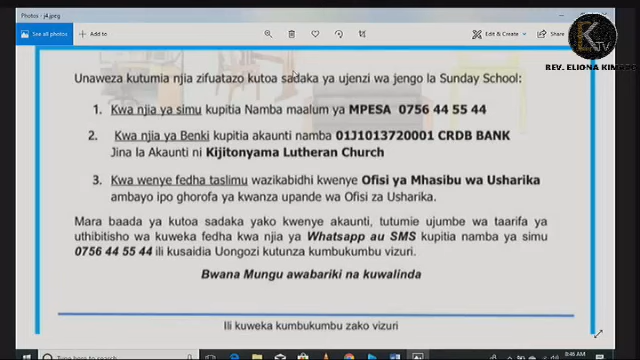 Photos - j4.jpeg
See all photos
Add to
Edit & Create
Share
EK TV
Unaweza kutumia njia zifuatazo kutoa sadaka ya ujenzi wa jengo la Sunday School:
1. Kwa njia ya simu kupitia Namba maalum ya MPESA 0756 44 55 44
2. Kwa njia ya Benki kupitia akaunti namba 01J1013720001 CRDB BANK
Jina la Akaunti ni Kijitonyama Lutheran Church
3. Kwa wenye fedha taslimu wazikabidhi kwenye Ofisi ya Mhasibu wa Usharika
ambayo ipo ghorofa ya kwanza upande wa Ofisi za Usharika.
Mara baada ya kutoa sadaka yako kwenye akaunti, tutumie ujumbe wa taarifa ya
uthibitisho wa kuweka fedha kwa njia ya Whatsapp au SMS kupitia namba ya simu
0756 44 55 44 ili kusaidia Uongozi kutunza kumbukumbu vizuri.
Bwana Mungu awabariki na kuwalinda
Ili kuweka kumbukumbu zako vizuri
Type here to search
8:46 AM